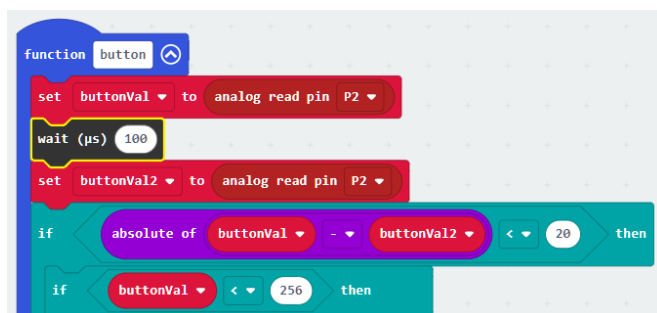 function button
set buttonVal to analog read pin P2
wait (µs) 100
set buttonVal2 to analog read pin P2
if absolute of buttonVal - buttonVal2 < 20 then
if buttonVal < 256 then